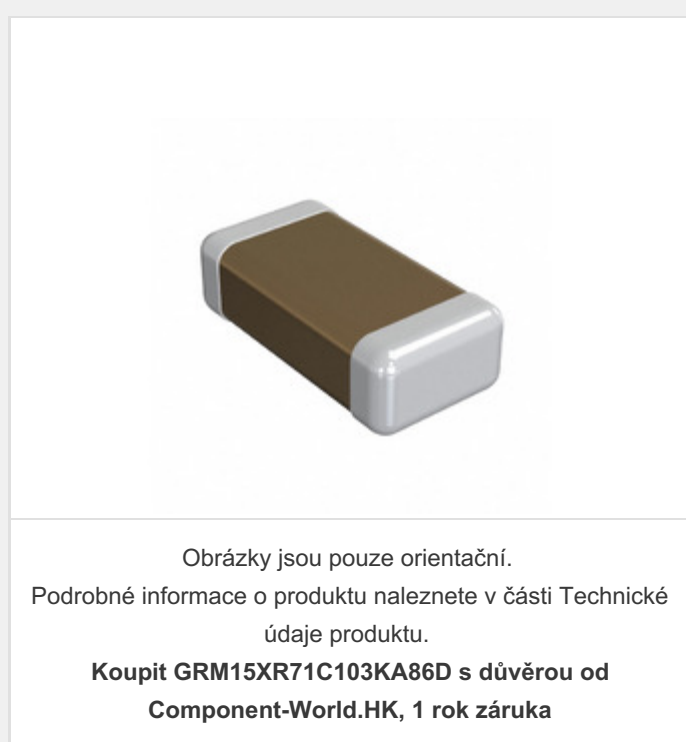 Obrázky jsou pouze orientační.
Podrobné informace o produktu naleznete v části Technické
údaje produktu.
Koupit GRM15XR71C103KA86D s důvěrou od
Component-World.HK, 1 rok záruka